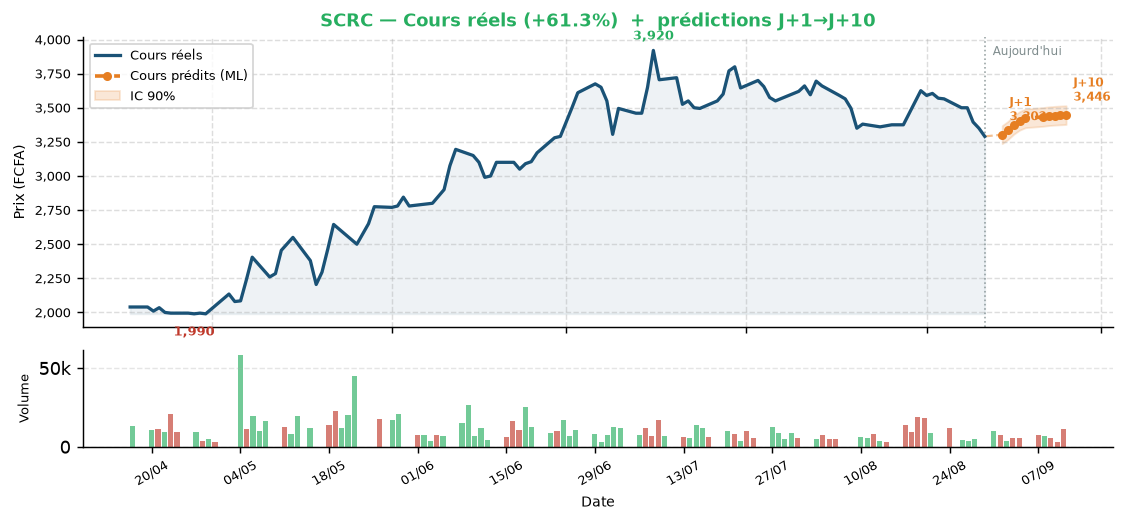 SCRC — Cours réels (+61.3%)  +  prédictions J+1→J+10
3,920
4,000
3,750
3,500
3,250
3,000
2,750
2,500
2,250
2,000
Prix (FCFA)
Cours réels
Cours prédits (ML)
IC 90%
Aujourd'hui
J+10
3,446
J+1
1,990
50k
0
Volume
20/04
04/05
18/05
01/06
15/06
29/06
13/07
27/07
10/08
24/08
07/09
Date